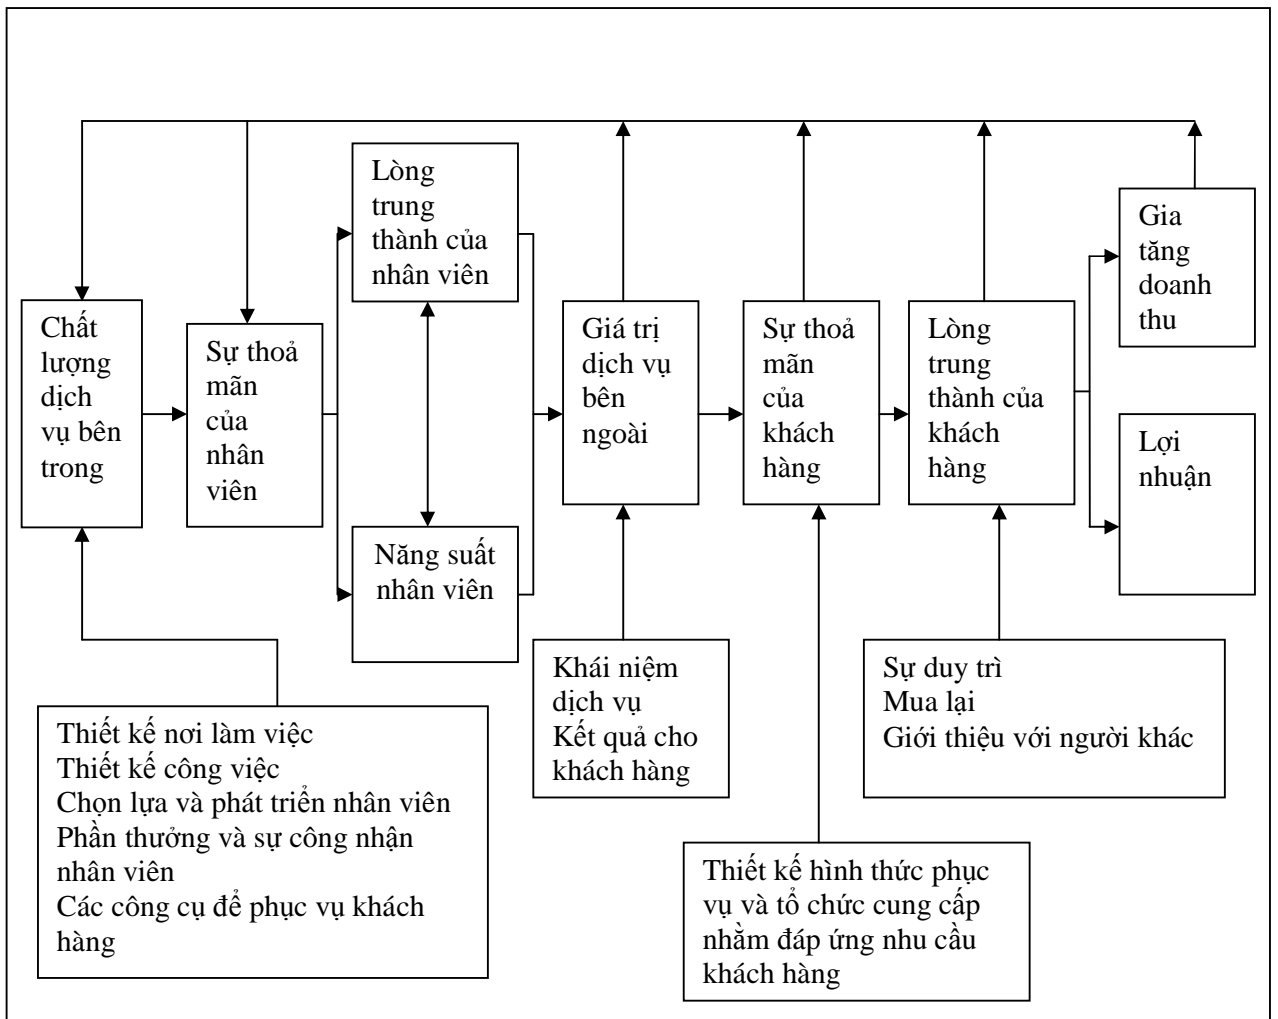 Chất
lượng
dịch
vụ bên
trong
Sự thoả
mãn
của
nhân
viên
Lòng
trung
thành của
nhân viên
Năng suất
nhân viên
Giá trị
dịch vụ
bên
ngoài
Sự thoả
mãn
của
khách
hàng
Lòng
trung
thành của
khách
hàng
Gia
tăng
doanh
thu
Lợi
nhuận
Thiết kế nơi làm việc
Thiết kế công việc
Chọn lựa và phát triển nhân viên
Phần thưởng và sự công nhận
nhân viên
Các công cụ để phục vụ khách
hàng
Khái niệm
dịch vụ
Kết quả cho
khách hàng
Thiết kế hình thức phục
vụ và tổ chức cung cấp
nhằm đáp ứng nhu cầu
khách hàng
Sự duy trì
Mua lại
Giới thiệu với người khác